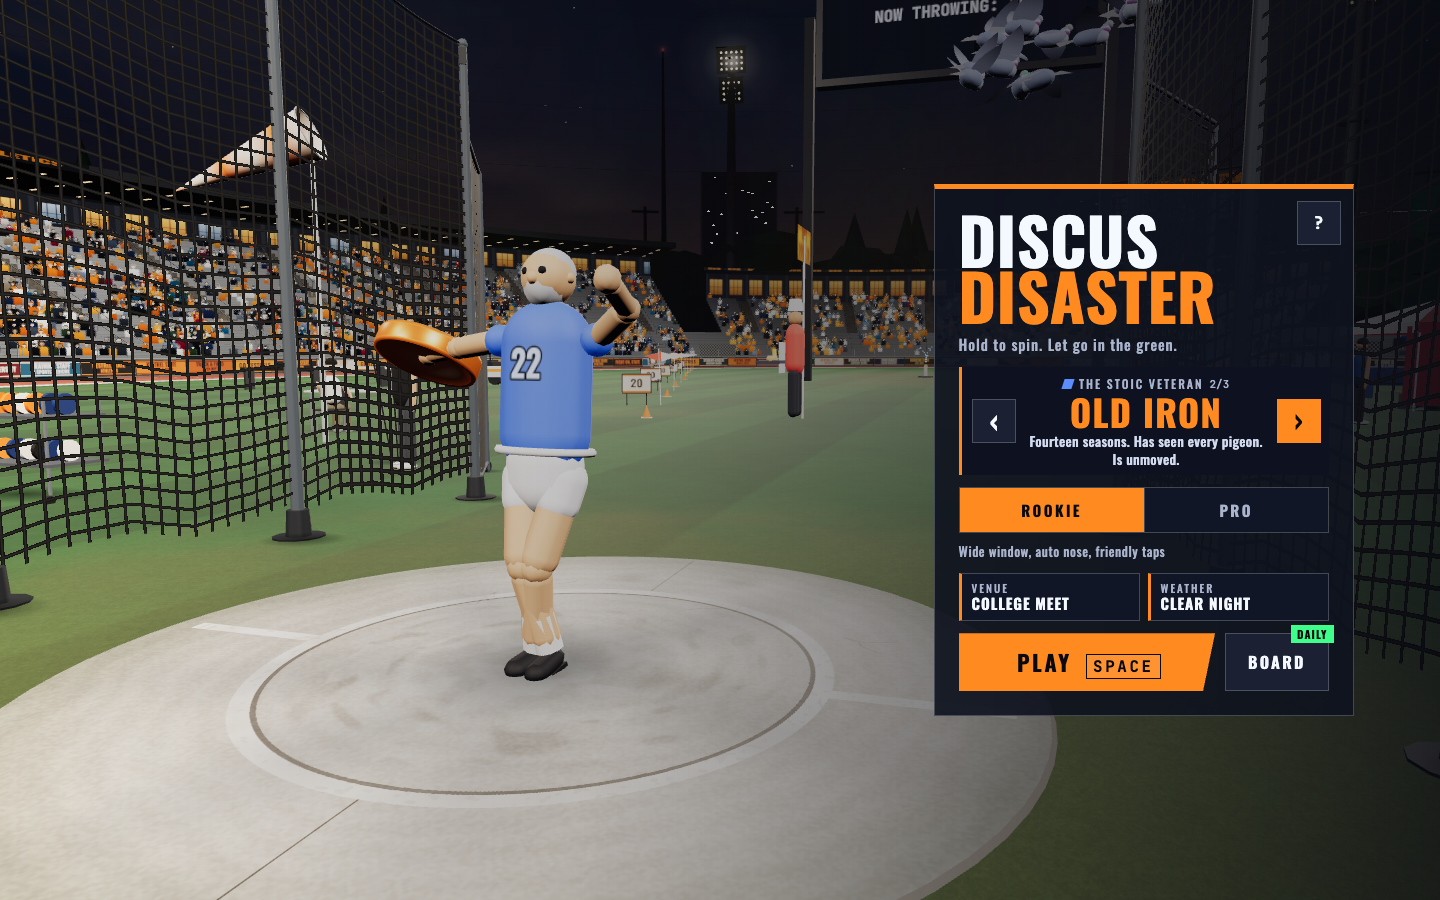 NOW THROWING:
22
20
DISCUS
DISASTER
?
Hold to spin. Let go in the green.
THE STOIC VETERAN 2/3
‹
OLD IRON
›
Fourteen seasons. Has seen every pigeon.
Is unmoved.
ROOKIE
PRO
Wide window, auto nose, friendly taps
VENUE
COLLEGE MEET
WEATHER
CLEAR NIGHT
DAILY
PLAY SPACE
BOARD